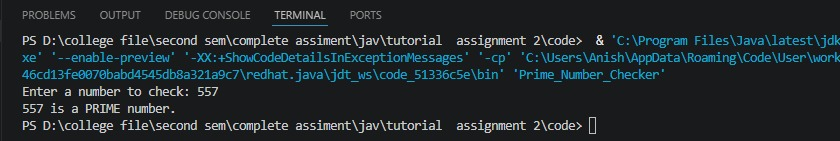 PROBLEMS OUTPUT DEBUG CONSOLE TERMINAL PORTS
PS D:\college file\second sem\complete assiment\jav\tutorial  assignment 2\code>  & 'C:\Program Files\Java\latest\jdk
xe' '--enable-preview' '-XX:+ShowCodeDetailsInExceptionMessages' '-cp' 'C:\Users\Anish\AppData\Roaming\Code\User\work
46cd13fe0070babd4545db8a321a9c7\redhat.java\jdt_ws\code_51336c5e\bin' 'Prime_Number_Checker'
Enter a number to check: 557
557 is a PRIME number.
PS D:\college file\second sem\complete assiment\jav\tutorial  assignment 2\code>